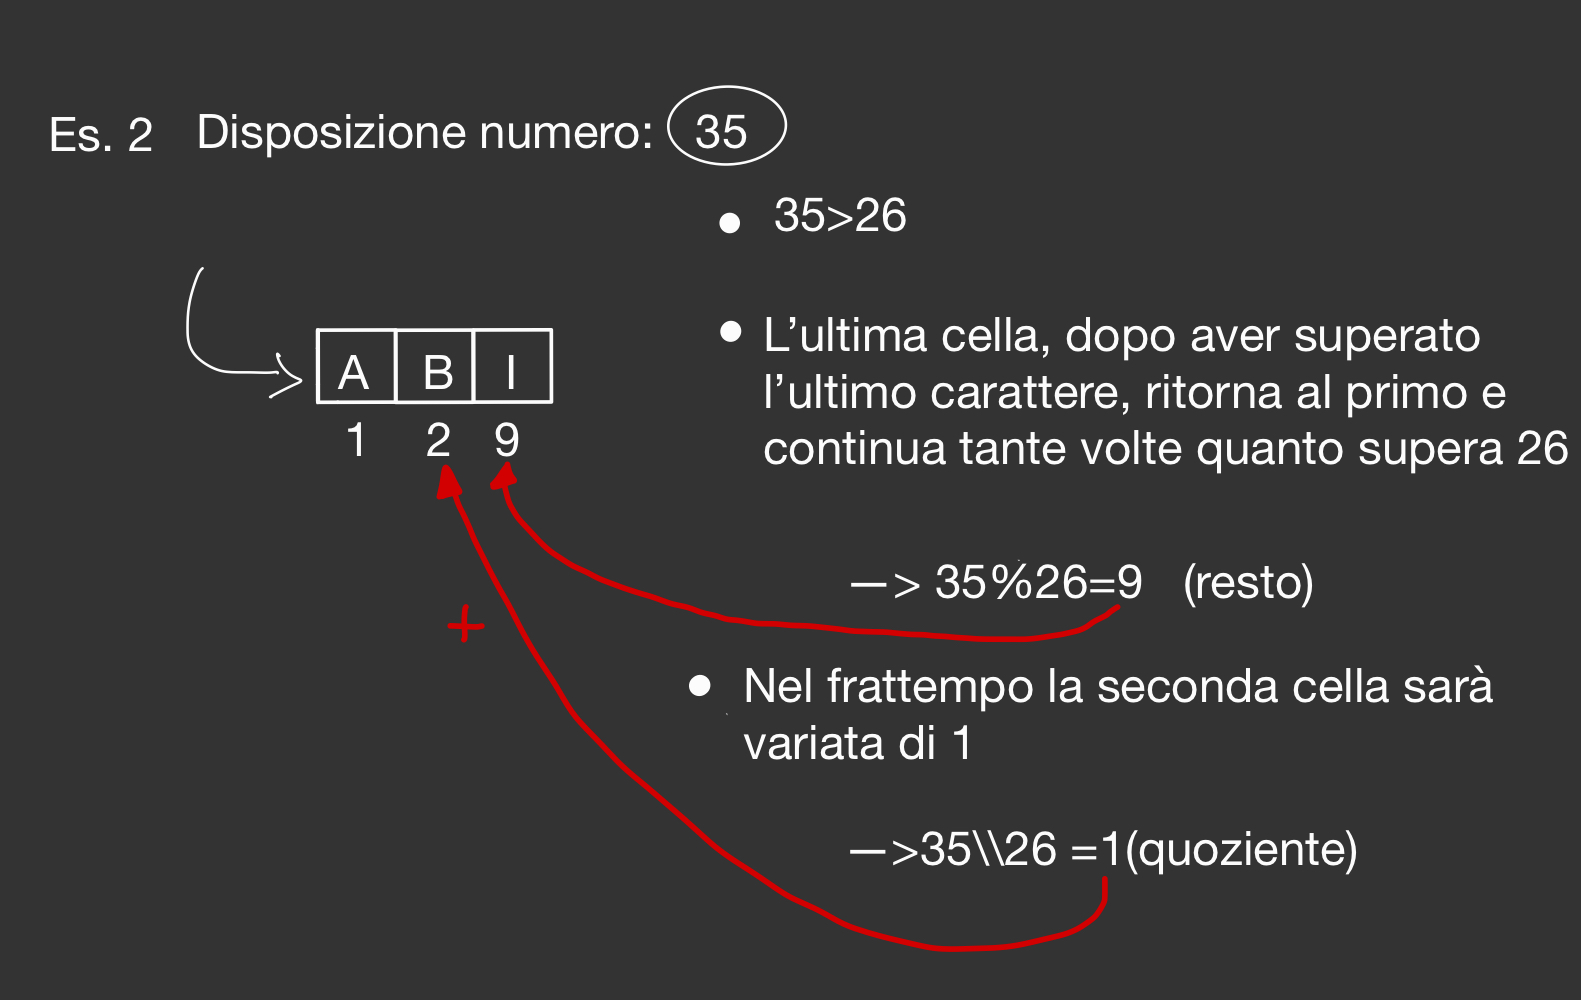 Es. 2 Disposizione numero: 35
● 35>26
● L’ultima cella, dopo aver superato
l’ultimo carattere, ritorna al primo e
continua tante volte quanto supera 26
A B I
1 2 9
—> 35%26=9 (resto)
+
● Nel frattempo la seconda cella sarà
variata di 1
—>35\\26 =1(quoziente)